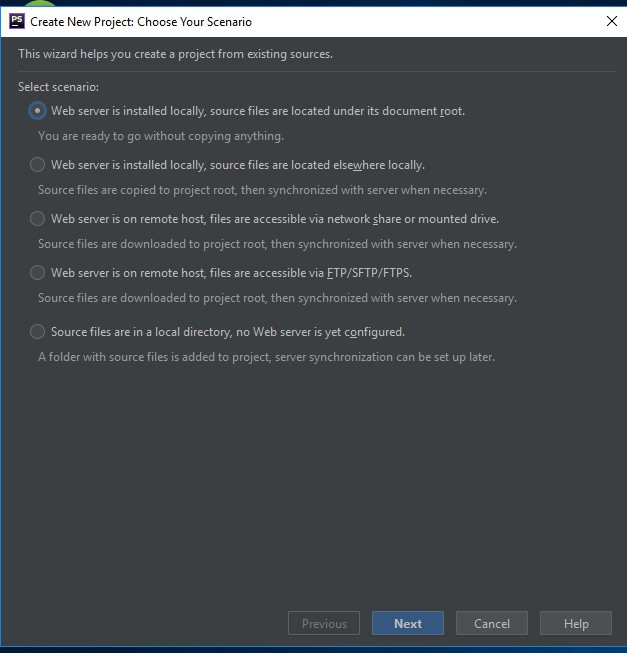 PS
Create New Project: Choose Your Scenario
This wizard helps you create a project from existing sources.
Select scenario:
Web server is installed locally, source files are located under its document root.
You are ready to go without copying anything.
Web server is installed locally, source files are located elsewhere locally.
Source files are copied to project root, then synchronized with server when necessary.
Web server is on remote host, files are accessible via network share or mounted drive.
Source files are downloaded to project root, then synchronized with server when necessary.
Web server is on remote host, files are accessible via FTP/SFTP/FTPS.
Source files are downloaded to project root, then synchronized with server when necessary.
Source files are in a local directory, no Web server is yet configured.
A folder with source files is added to project, server synchronization can be set up later.
Previous Next Cancel Help